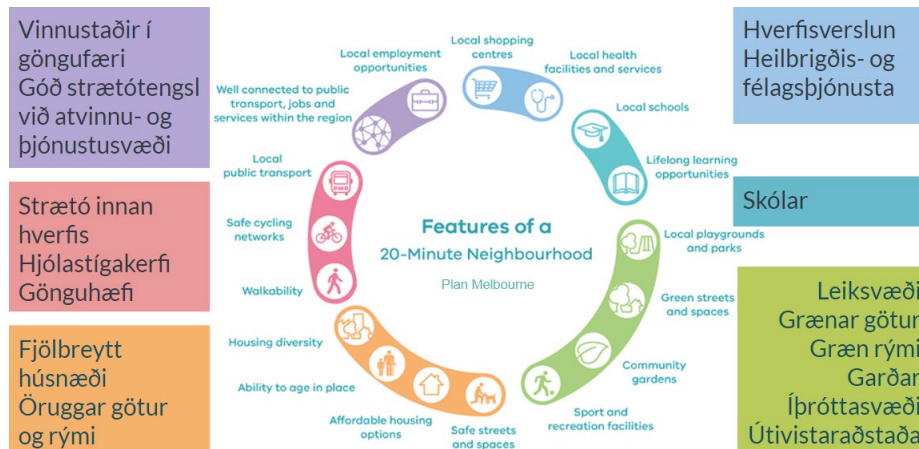 Vinnustaðir í
göngufæri
Góð strætótengsl
við atvinnu- og
þjónustusvæði
Strætó innan
hverfis
Hjólastígakerfi
Gönguhæfi
Fjölbreytt
húsnæði
Öruggar götur
og rými
Local shopping
centres
Local health
facilities and services
Local schools
Lifelong learning
opportunities
Local playgrounds
and parks
Green streets
and spaces
Community
gardens
Sport and
recreation facilities
Safe streets
and spaces
Affordable housing
options
Ability to age in place
Housing diversity
Walkability
Safe cycling
networks
Local
public transport
Well connected to public
transport, jobs and
services within the region
Local employment
opportunities
Features of a
20-Minute Neighbourhood
Plan Melbourne
Hverfisverslun
Heilbrigðis- og
félagsþjónusta
Skólar
Leiksvæði
Grænar götur
Græn rými
Garðar
Íþróttasvæði
Útivistaraðstaða